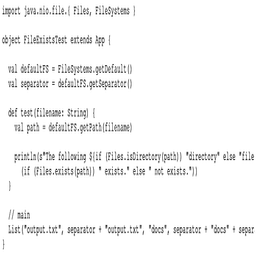 import java.nio.file.{ Files, FileSystems }
object FileExistsTest extends App {
val defaultFS = FileSystems.getDefault()
val separator = defaultFS.getSeparator()
def test(filename: String) {
val path = defaultFS.getPath(filename)
println(s"The following ${if (Files.isDirectory(path)) "directory" else "file
(if (Files.exists(path)) " exists." else " not exists."))
}
// main
List("output.txt", separator + "output.txt", "docs", separator + "docs" + separ
}